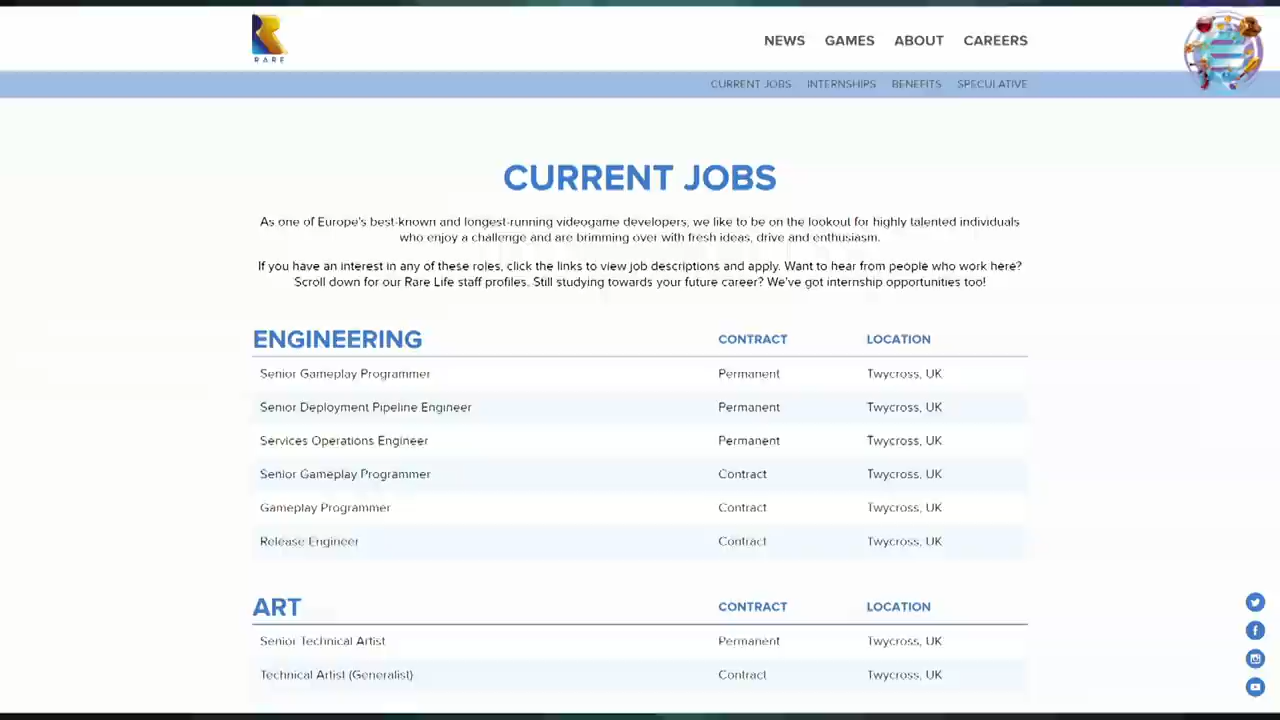 RARE
NEWS GAMES ABOUT CAREERS
CURRENT JOBS INTERNSHIPS BENEFITS SPECULATIVE
CURRENT JOBS
As one of Europe's best-known and longest-running videogame developers, we like to be on the lookout for highly talented individuals
who enjoy a challenge and are brimming over with fresh ideas, drive and enthusiasm.
If you have an interest in any of these roles, click the links to view job descriptions and apply. Want to hear from people who work here?
Scroll down for our Rare Life staff profiles. Still studying towards your future career? We've got internship opportunities too!
ENGINEERING CONTRACT LOCATION
Senior Gameplay Programmer Permanent Twycross, UK
Senior Deployment Pipeline Engineer Permanent Twycross, UK
Services Operations Engineer Permanent Twycross, UK
Senior Gameplay Programmer Contract Twycross, UK
Gameplay Programmer Contract Twycross, UK
Release Engineer Contract Twycross, UK
ART CONTRACT LOCATION
Senior Technical Artist Permanent Twycross, UK
Technical Artist (Generalist) Contract Twycross, UK